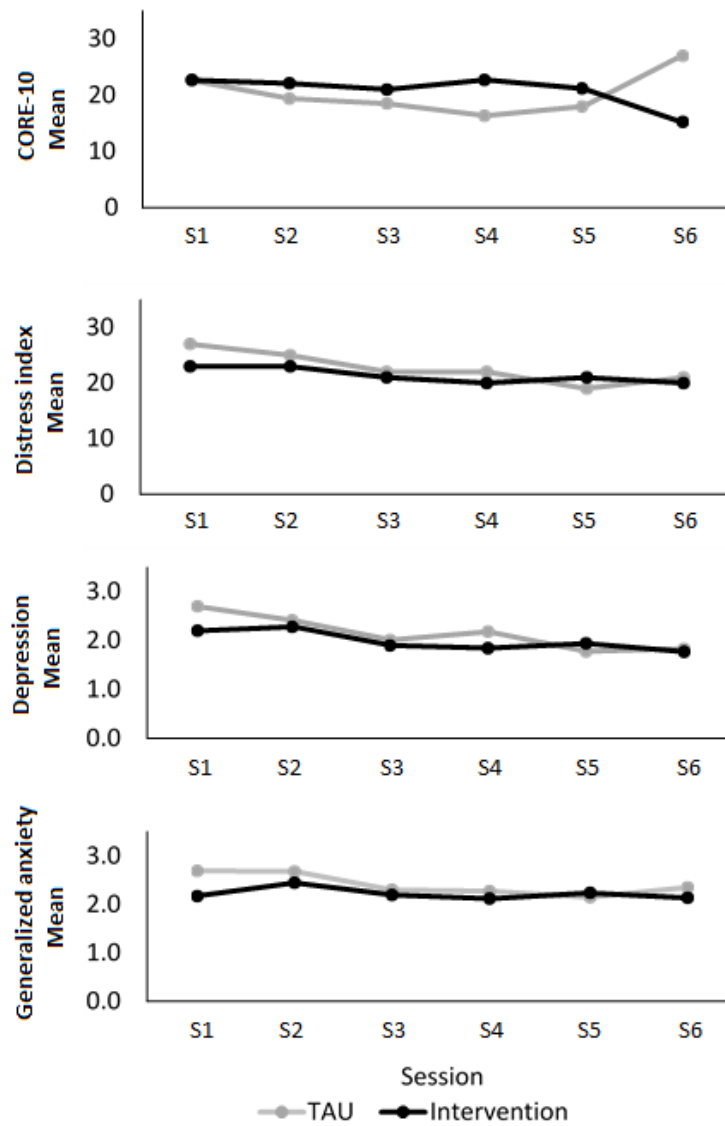 CORE-10
Mean
30
20
10
0
S1 S2 S3 S4 S5 S6
Distress index
Mean
30
20
10
0
S1 S2 S3 S4 S5 S6
Depression
Mean
3.0
2.0
1.0
0.0
S1 S2 S3 S4 S5 S6
Generalized anxiety
Mean
3.0
2.0
1.0
0.0
S1 S2 S3 S4 S5 S6
Session
TAU Intervention